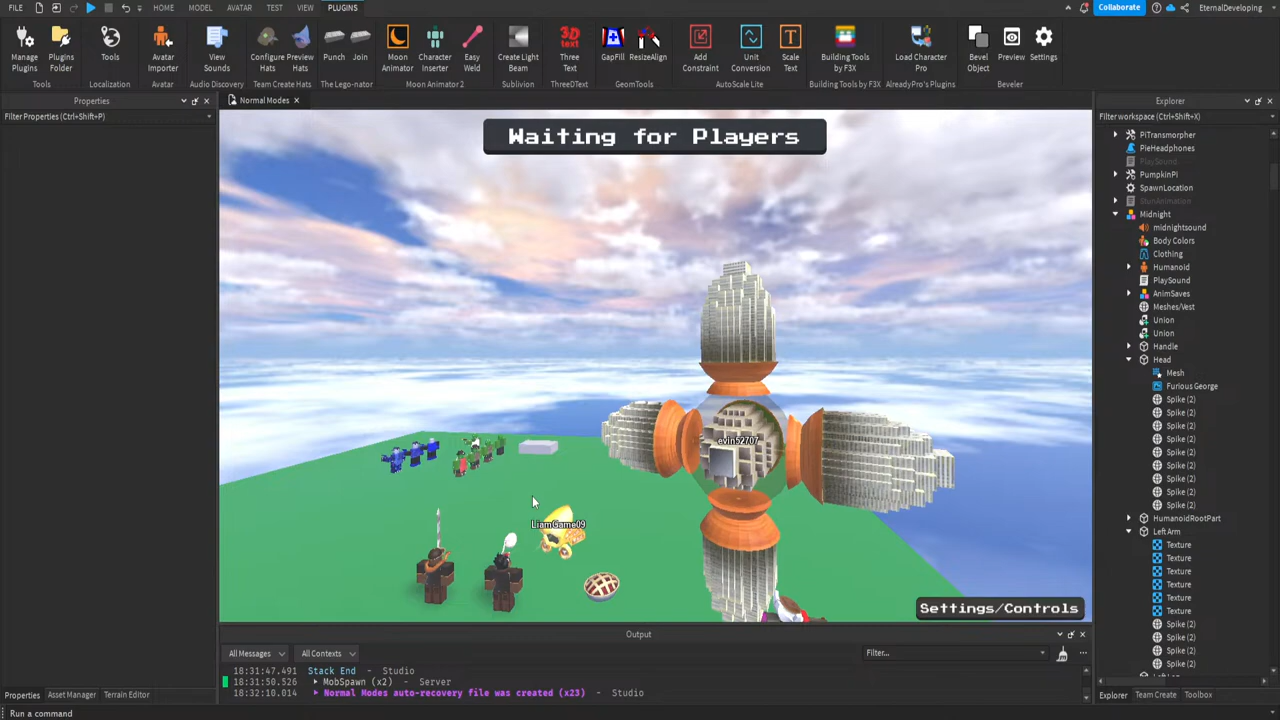 FILE
HOME
MODEL
AVATAR
TEST
VIEW
PLUGINS
Collaborate
EternalDeveloping
Manage Plugins
Plugins Folder
Tools
Avatar Importer
View Sounds
Configure Hats
Preview Hats
Punch
Join
Moon Animator
Character Inserter
Easy Weld
Create Light Beam
3D TEXT
Three Text
GapFill
ResizeAlign
Add Constraint
Unit Conversion
Scale Text
Building Tools by F3X
Load Character Pro
Bevel Object
Preview
Settings
Tools
Localization
Avatar
Audio Discovery
Team Create Hats
The Lego-nator
Moon Animator 2
Sublivion
ThreeDText
GeomTools
AutoScale Lite
Building Tools by F3X
AlreadyPro's Plugins
Beveler
Properties
Filter Properties (Ctrl+Shift+P)
Normal Modes
Waiting for Players
evin52707
LiamGame09
Settings/Controls
Explorer
Filter workspace (Ctrl+Shift+X)
PiTransmorpher
PieHeadphones
PlaySound
PumpkinPI
SpawnLocation
StunAnimation
Midnight
midnightsound
Body Colors
Clothing
Humanoid
PlaySound
AnimSaves
Meshes/Vest
Union
Union
Handle
Head
Mesh
Furious George
Spike (2)
Spike (2)
Spike (2)
Spike (2)
Spike (2)
Spike (2)
Spike (2)
Spike (2)
Spike (2)
HumanoidRootPart
Left Arm
Texture
Texture
Texture
Texture
Texture
Texture
Spike (2)
Spike (2)
Spike (2)
Spike (2)
Output
All Messages
All Contexts
Filter...
18:31:47.491 Stack End - Studio
18:31:50.526 MobSpawn (x2) - Server
18:32:10.014 Normal Modes auto-recovery file was created (x23) - Studio
Properties
Asset Manager
Terrain Editor
Explorer
Team Create
Toolbox
Run a command